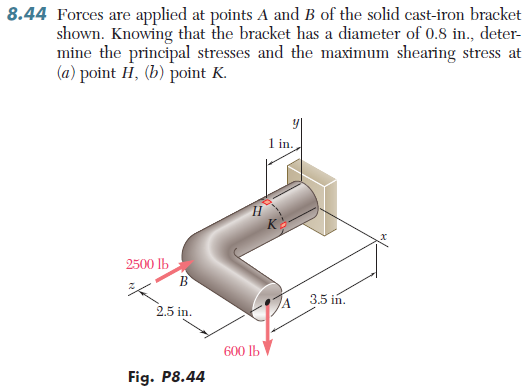 8.44 Forces are applied at points A and B of the solid cast-iron bracket
shown. Knowing that the bracket has a diameter of 0.8 in., deter-
mine the principal stresses and the maximum shearing stress at
(a) point H, (b) point K.
y
1 in.
H
K
x
2500 lb
B
z
A
3.5 in.
2.5 in.
600 lb
Fig. P8.44